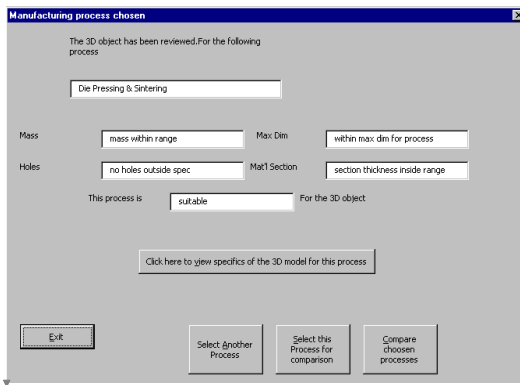 Manufacturing process chosen
The 3D object has been reviewed.For the following
process
Die Pressing & Sintering
Mass mass within range Max Dim within max dim for process
Holes no holes outside spec Mat'l Section section thickness inside range
This process is suitable For the 3D object
Click here to view specifics of the 3D model for this process
Exit
Select Another
Process
Select this
Process for
comparison
Compare
choosen
processes